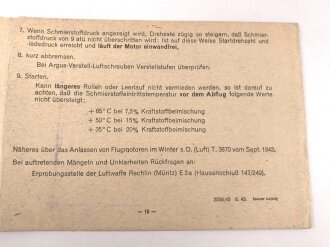 7. Wenn Schmierstoffdruck angezeigt wird, Drehzahl zügig so steigern, daß Schmier-
stoffdruck von 9 atü nicht überschritten wird. Ist auf diese Weise Startdrehzahl und
-ladedruck erreicht und läuft der Motor einwandfrei,
8. kurz abbremsen.
Bei Argus-Verstell-Luftschrauben Verstellstufen überprüfen.
9. Starten.
Kann längeres Rollen oder Leerlauf nicht vermieden werden, so ist darauf zu
achten, daß die Schmierstoffeintrittstemperatur vor dem Abflug folgende Werte
nicht übersteigt:
+ 65° C bei 7,5% Kraftstoffbeimischung
+ 50° C bei 15% Kraftstoffbeimischung
+ 35° C bei 20% Kraftstoffbeimischung
Näheres über das Anlassen von Flugmotoren im Winter s. D. (Luft) T. 3870 vom Sept. 1943.
Bei auftretenden Mängeln und Unklarheiten Rückfragen an:
Erprobungsstelle der Luftwaffe Rechlin (Müritz) E 3a (Hausanschluß 147/249).
— 10 —